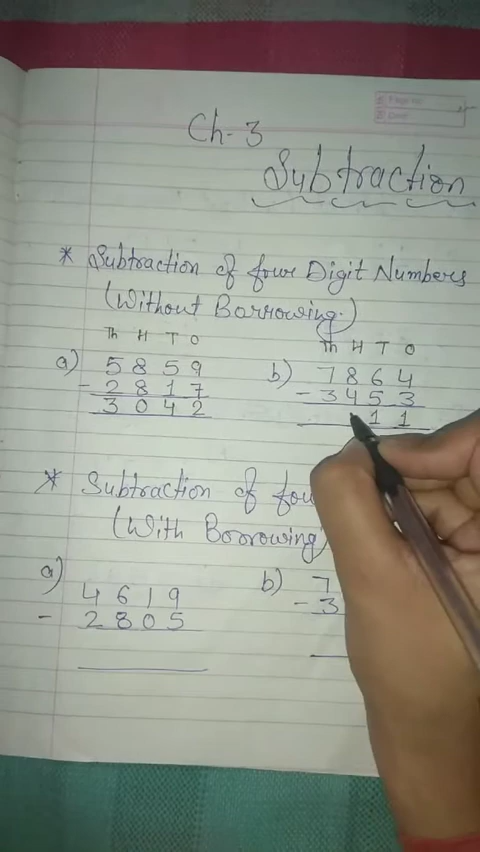 Ch-3
Subtraction
* Subtraction of four Digit Numbers
(Without Borrowing)
Th H T O
Th H T O
a) 5 8 5 9
- 2 8 1 7
3 0 4 2
b) 7 8 6 4
- 3 4 5 3
1 1
* Subtraction of fou
(With Borrowing)
a) 4 6 1 9
- 2 8 0 5
b) 7
- 3